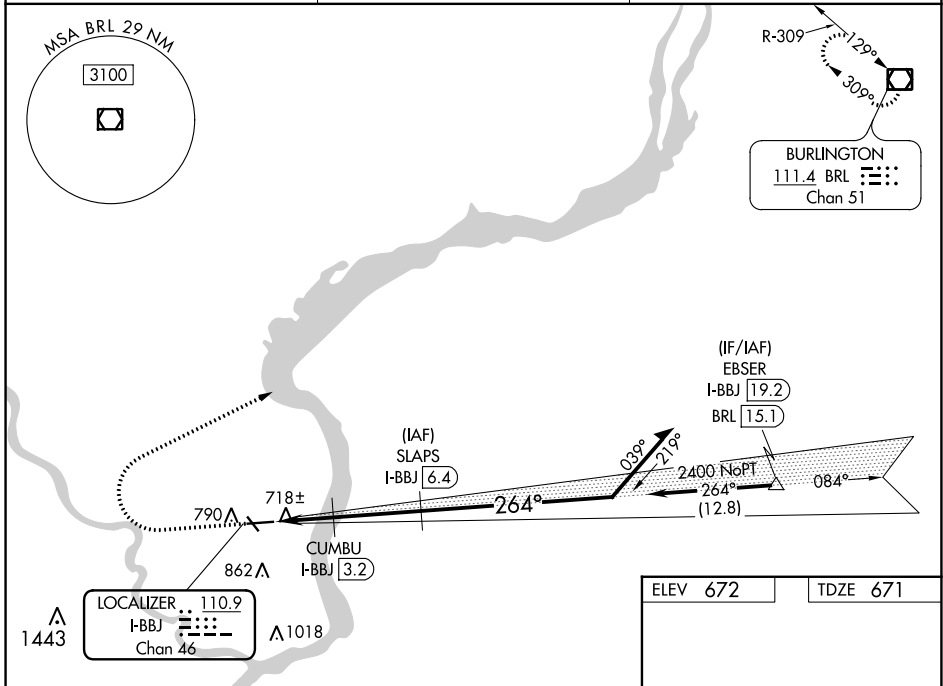 MSA BRL 29 NM
3100
R-309
129°
309°
BURLINGTON
111.4 BRL
Chan 51
(IF/IAF)
EBSER
I-BBJ 19.2
BRL 15.1
(IAF)
SLAPS
I-BBJ 6.4
039°
219°
2400 NoPT
264°
(12.8)
084°
264°
790
718±
CUMBU
I-BBJ 3.2
862
LOCALIZER 110.9
I-BBJ
Chan 46
1443
1018
ELEV 672
TDZE 671